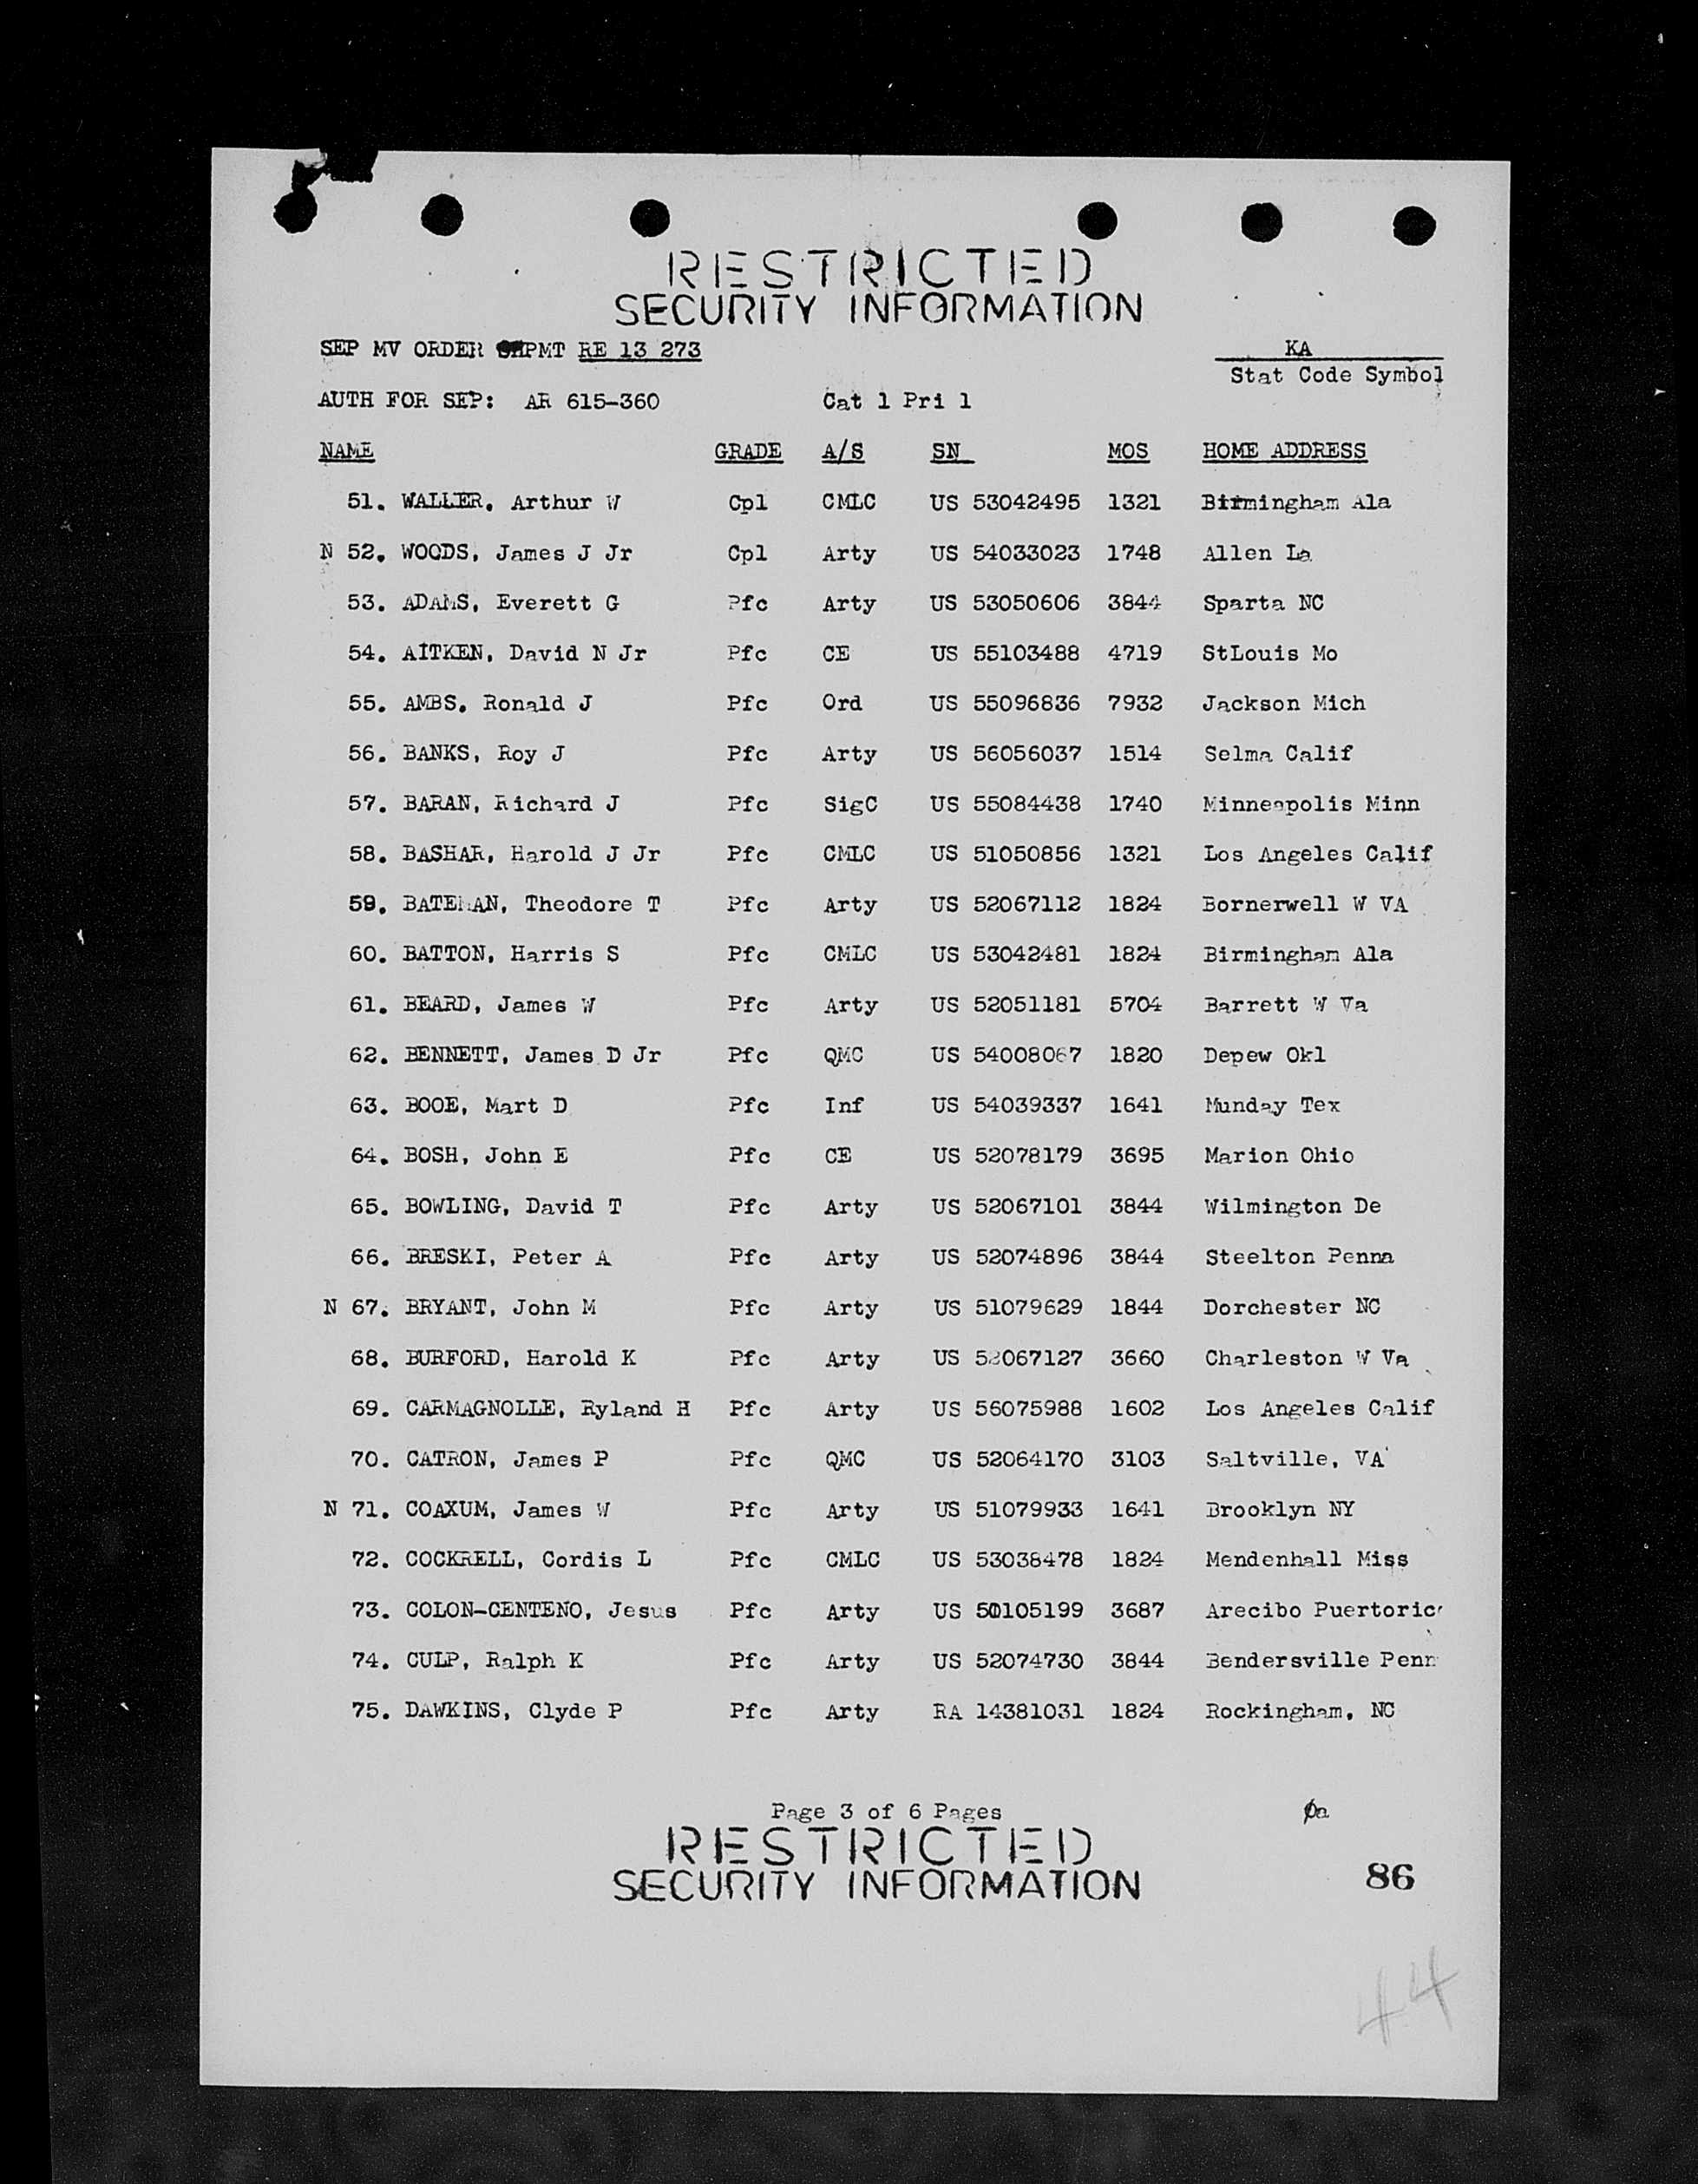 RESTRICTED
SECURITY INFORMATION
SEP MV ORDER SHPMT RE 13 273 KA
Stat Code Symbol
AUTH FOR SEP: AR 615-360 Cat 1 Pri 1
NAME GRADE A/S SN MOS HOME ADDRESS
51. WALLER, Arthur W Cpl CMLC US 53042495 1321 Birmingham Ala
N 52. WOODS, James J Jr Cpl Arty US 54033023 1748 Allen La
53. ADAMS, Everett G Pfc Arty US 53050606 3844 Sparta NC
54. AITKEN, David N Jr Pfc CE US 55103488 4719 StLouis Mo
55. AMBS. Ronald J Pfc Ord US 55096836 7932 Jackson Mich
56. BANKS, Roy J Pfc Arty US 56056037 1514 Selma Calif
57. BARAN, Richard J Pfc SigC US 55084438 1740 Minneapolis Minn
58. BASHAR, Harold J Jr Pfc CMLC US 51050856 1321 Los Angeles Calif
59. BATEMAN, Theodore T Pfc Arty US 52067112 1824 Bornerwell W VA
60. BATTON, Harris S Pfc CMLC US 53042481 1824 Birmingham Ala
61. BEARD, James W Pfc Arty US 52051181 5704 Barrett W Va
62. BENNETT, James D Jr Pfc QMC US 54008067 1820 Depew Okl
63. BOOE, Mart D Pfc Inf US 54039337 1641 Munday Tex
64. BOSH, John E Pfc CE US 52078179 3695 Marion Ohio
65. BOWLING, David T Pfc Arty US 52067101 3844 Wilmington De
66. BRESKI, Peter A Pfc Arty US 52074896 3844 Steelton Penna
N 67. BRYANT, John M Pfc Arty US 51079629 1844 Dorchester NC
68. BURFORD, Harold K Pfc Arty US 52067127 3660 Charleston W Va
69. CARMAGNOLLE, Ryland H Pfc Arty US 56075988 1602 Los Angeles Calif
70. CATRON, James P Pfc QMC US 52064170 3103 Saltville, VA
N 71. COAXUM, James W Pfc Arty US 51079933 1641 Brooklyn NY
72. COCKRELL, Cordis L Pfc CMLC US 53038478 1824 Mendenhall Miss
73. COLON-CENTENO, Jesus Pfc Arty US 50105199 3687 Arecibo Puertoric
74. CULP, Ralph K Pfc Arty US 52074730 3844 Bendersville Penn
75. DAWKINS, Clyde P Pfc Arty RA 14381031 1824 Rockingham, NC
Page 3 of 6 Pages
RESTRICTED
SECURITY INFORMATION
86
44